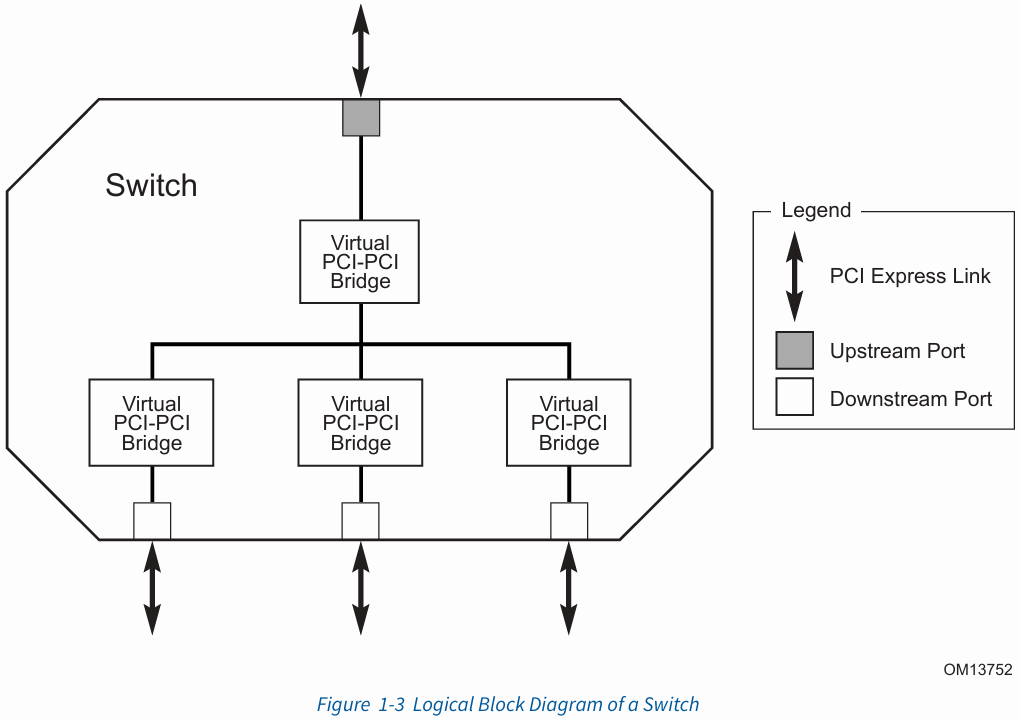 Switch
Virtual
PCI-PCI
Bridge
Virtual
PCI-PCI
Bridge
Virtual
PCI-PCI
Bridge
Virtual
PCI-PCI
Bridge
Legend
PCI Express Link
Upstream Port
Downstream Port
OM13752
Figure 1-3 Logical Block Diagram of a Switch